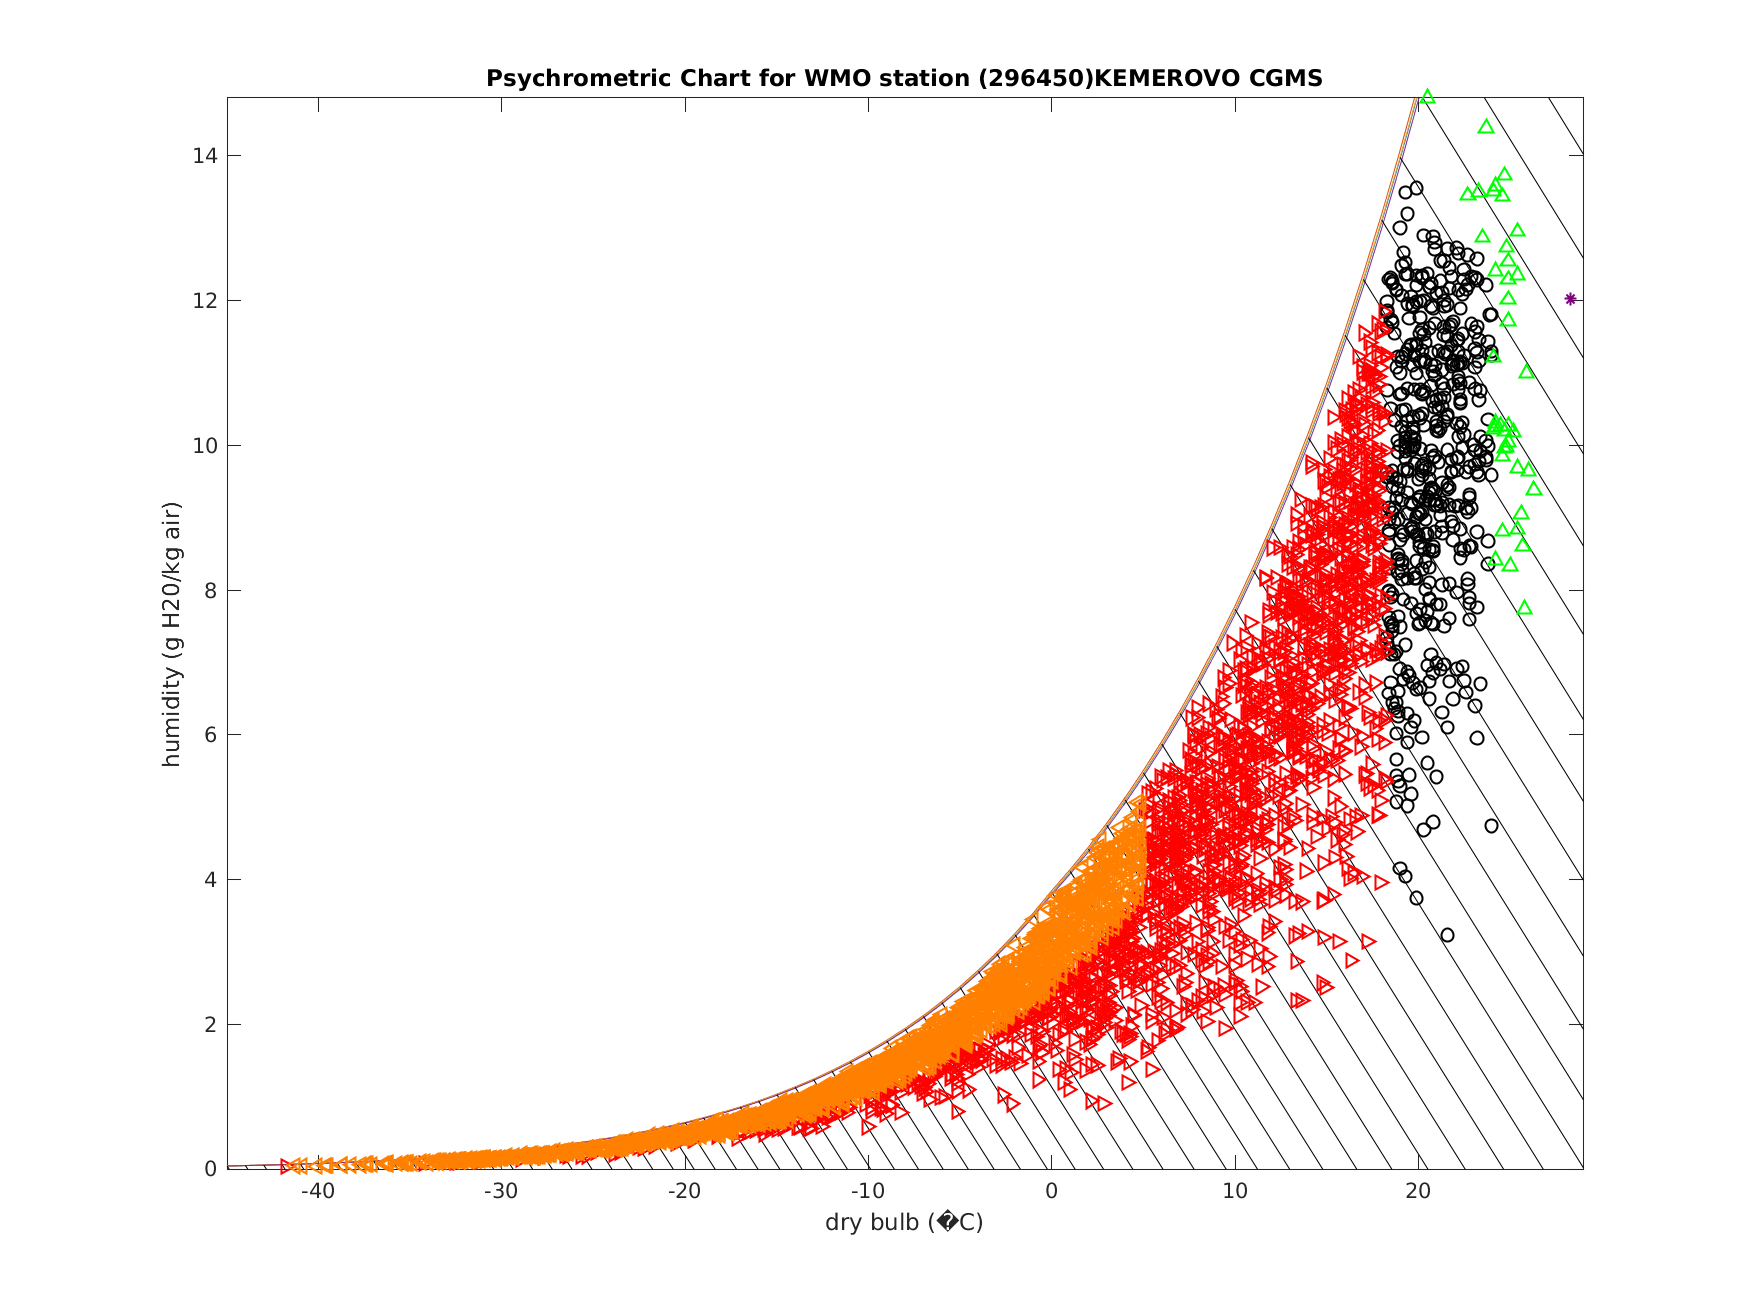 Psychrometric Chart for WMO station (296450)KEMEROVO CGMS
14
12
10
8
6
4
2
0
humidity (g H20/kg air)
-40 -30 -20 -10 0 10 20
dry bulb (�C)